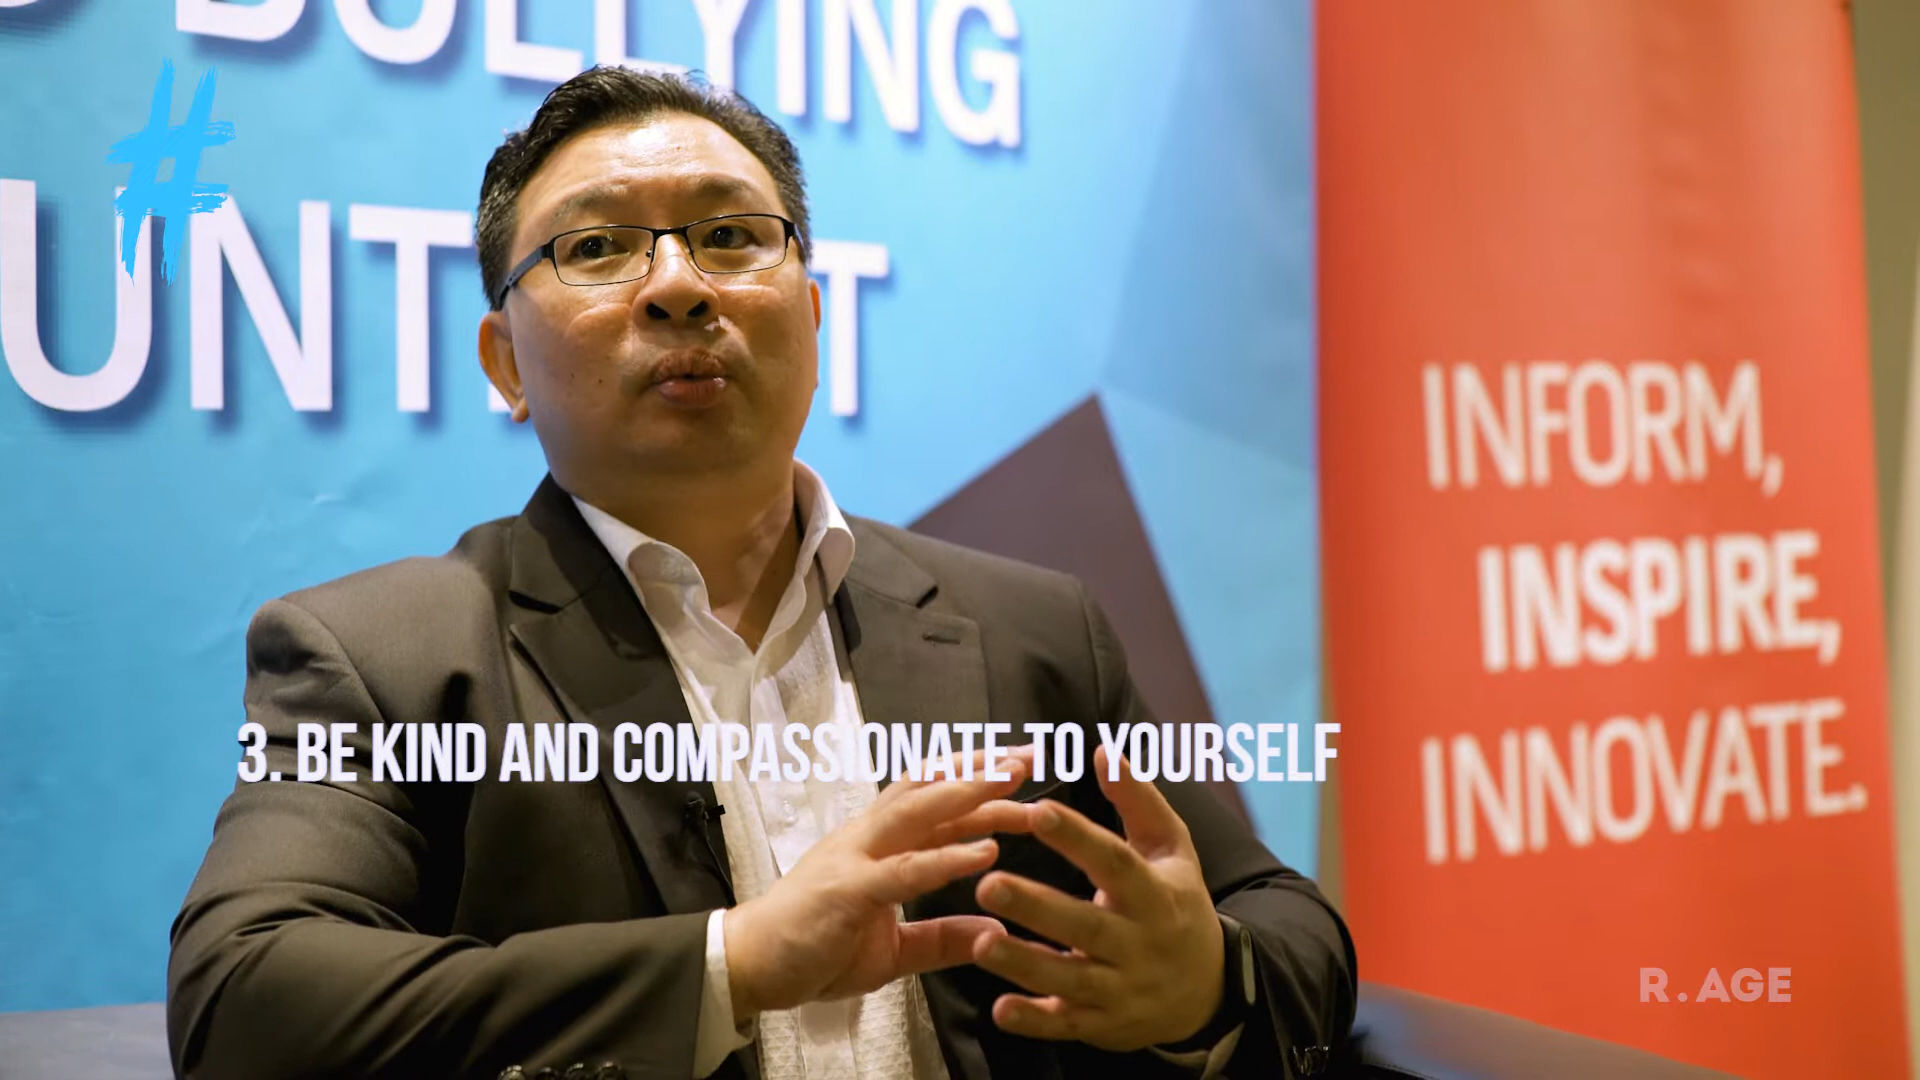 BULLYING
#
INFORM,
INSPIRE,
INNOVATE.
3. BE KIND AND COMPASSIONATE TO YOURSELF
R.AGE